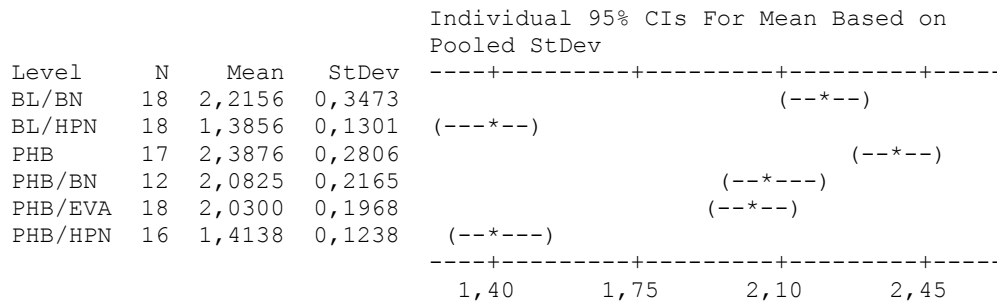 Individual 95% CIs For Mean Based on
                              Pooled StDev
Level     N    Mean   StDev  ----+---------+---------+---------+-----
BL/BN    18  2,2156  0,3473                          (--*--)
BL/HPN   18  1,3856  0,1301  (---*--)
PHB      17  2,3876  0,2806                               (--*--)
PHB/BN   12  2,0825  0,2165                      (--*---)
PHB/EVA  18  2,0300  0,1968                     (--*--)
PHB/HPN  16  1,4138  0,1238   (--*---)
                             ----+---------+---------+---------+-----
                               1,40      1,75      2,10      2,45